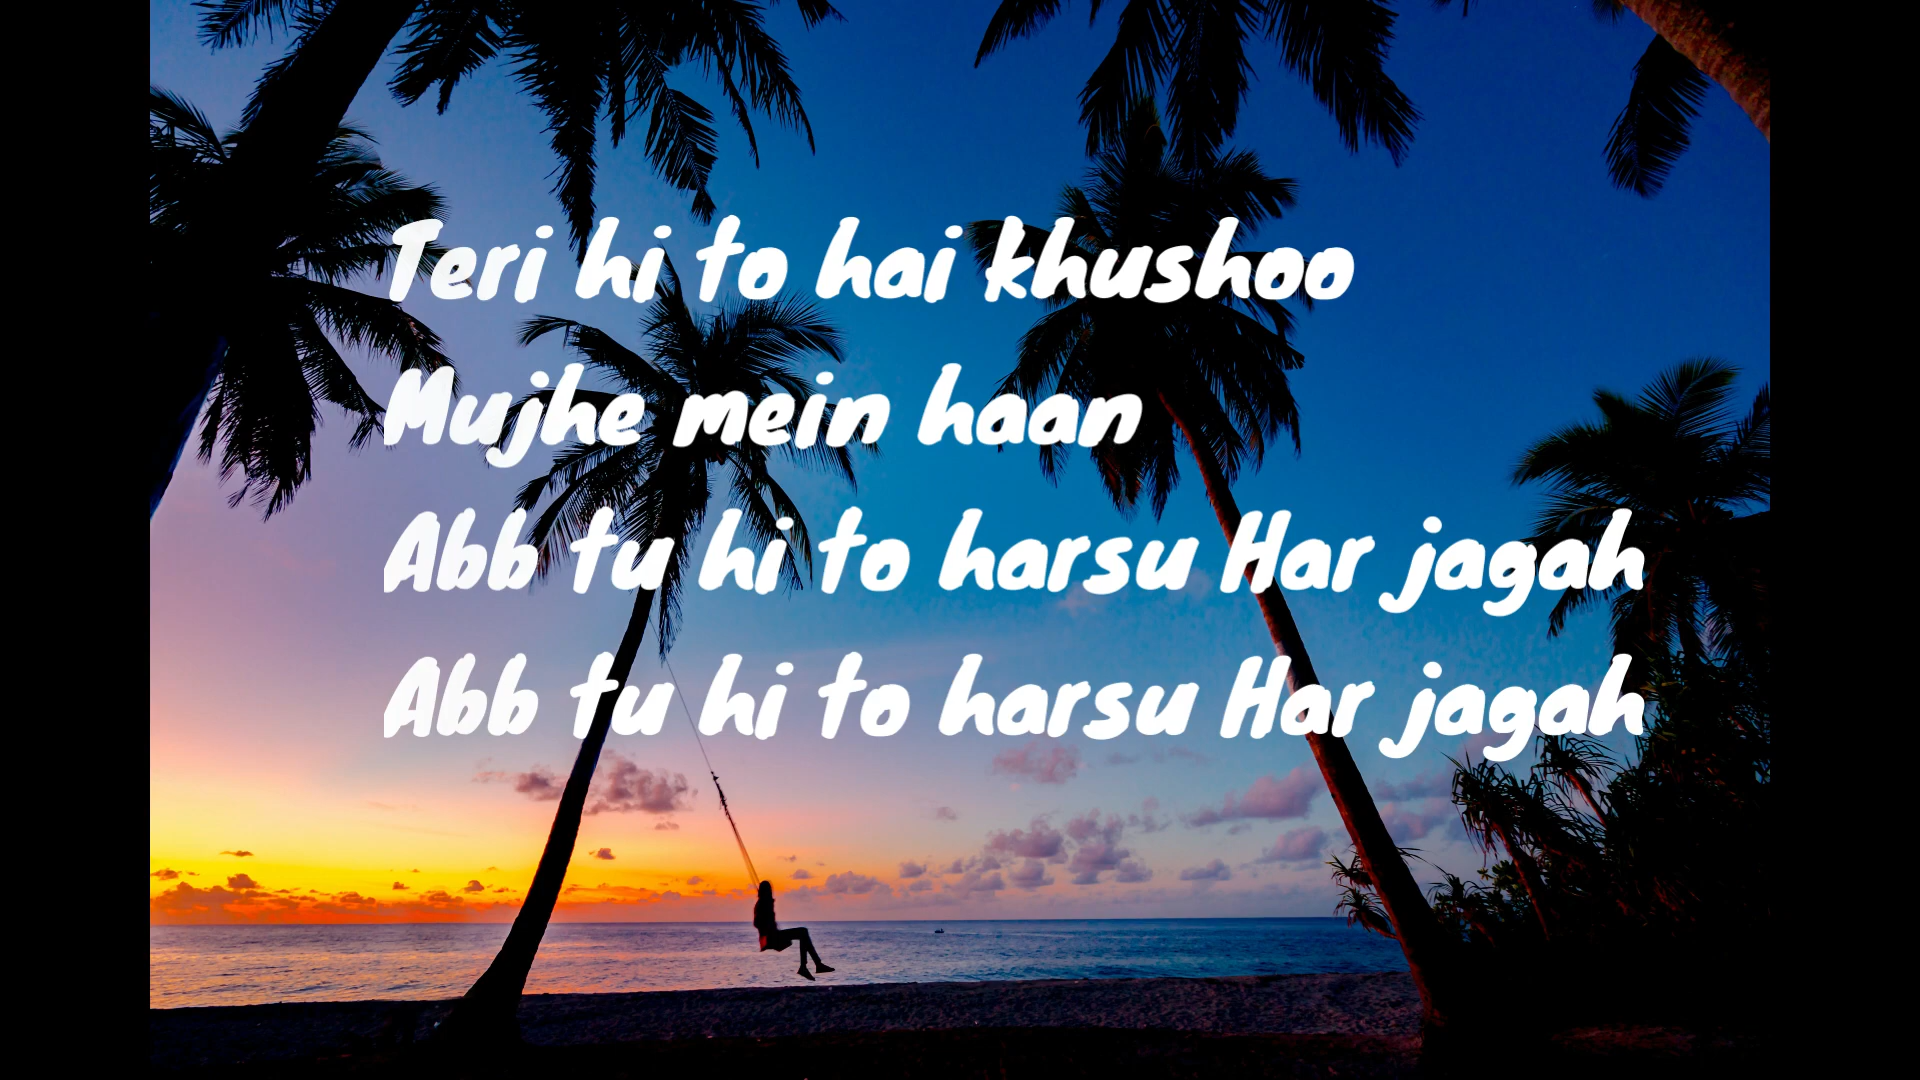 Teri hi to hai khushoo
Mujhe mein haan
Abb tu hi to harsu Har jagah
Abb tu hi to harsu Har jagah